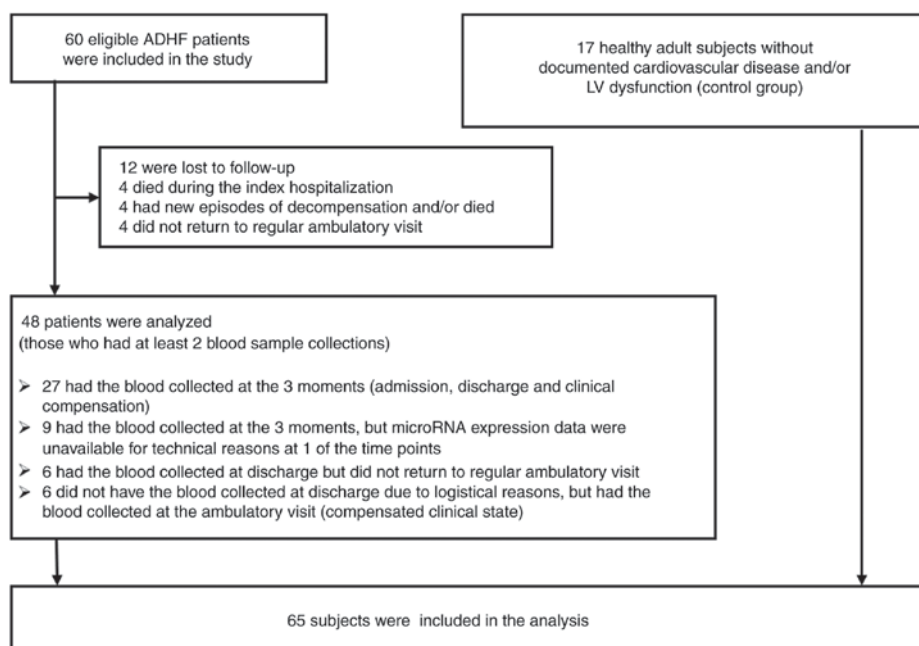 60 eligible ADHF patients
were included in the study
17 healthy adult subjects without
documented cardiovascular disease and/or
LV dysfunction (control group)
12 were lost to follow-up
4 died during the index hospitalization
4 had new episodes of decompensation and/or died
4 did not return to regular ambulatory visit
48 patients were analyzed
(those who had at least 2 blood sample collections)
➢ 27 had the blood collected at the 3 moments (admission, discharge and clinical
compensation)
➢ 9 had the blood collected at the 3 moments, but microRNA expression data were
unavailable for technical reasons at 1 of the time points
➢ 6 had the blood collected at discharge but did not return to regular ambulatory visit
➢ 6 did not have the blood collected at discharge due to logistical reasons, but had the
blood collected at the ambulatory visit (compensated clinical state)
65 subjects were included in the analysis